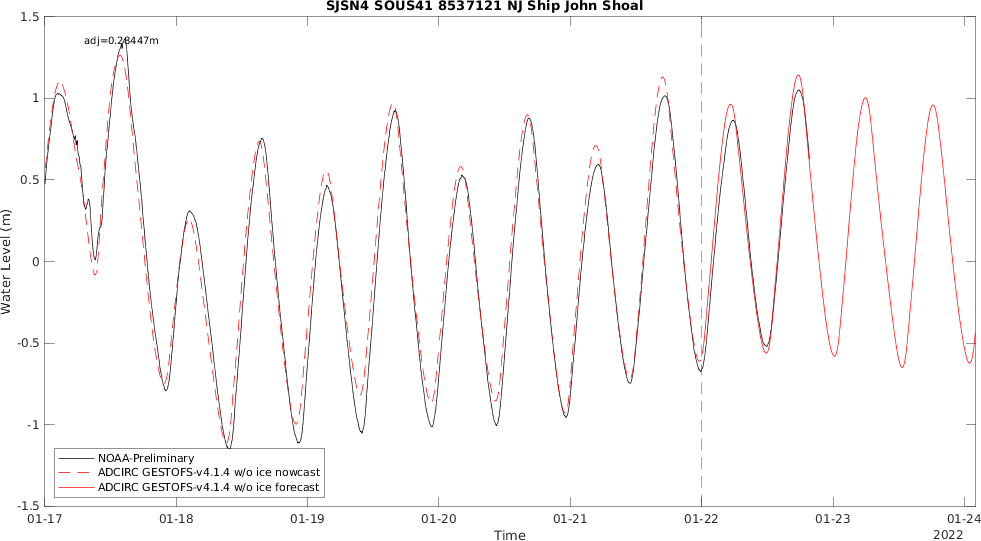 SJSN4 SOUS41 8537121 NJ Ship John Shoal
adj=0.28447m
1.5
1
0.5
0
-0.5
-1
-1.5
Water Level (m)
NOAA-Preliminary
ADCIRC GESTOFS-v4.1.4 w/o ice nowcast
ADCIRC GESTOFS-v4.1.4 w/o ice forecast
01-17 01-18 01-19 01-20 01-21 01-22 01-23 01-24
Time 2022